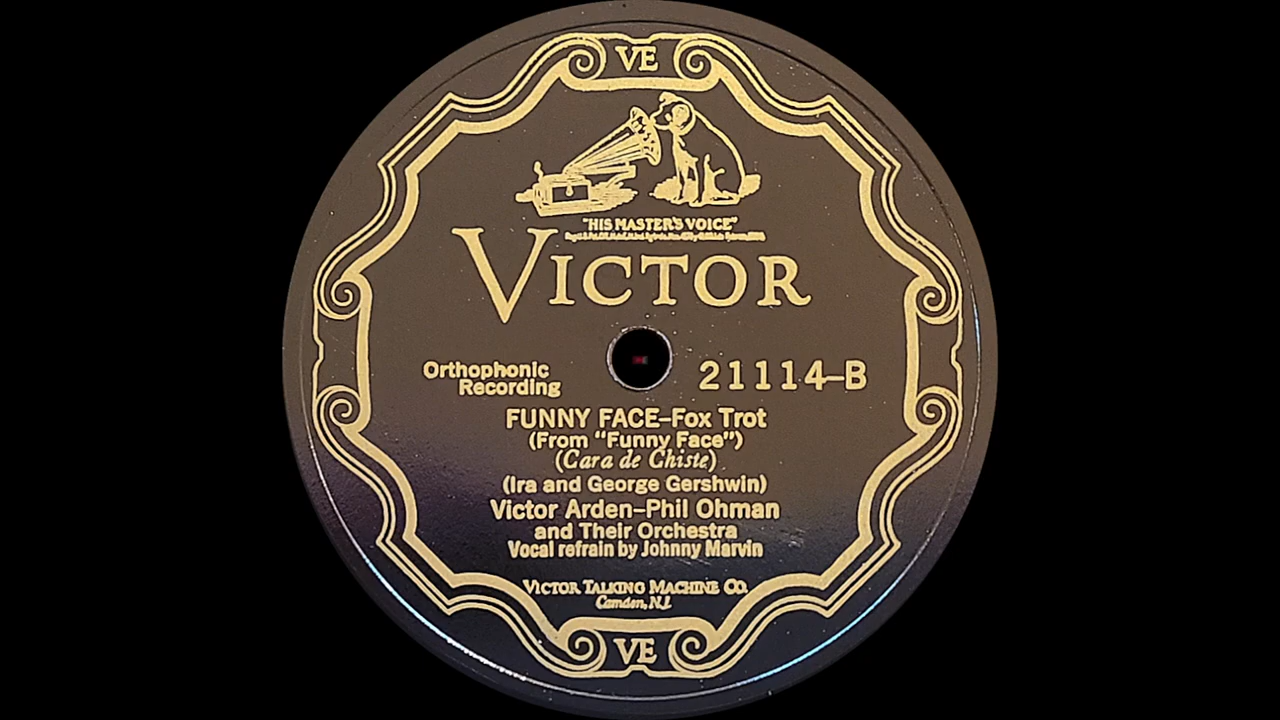 VE
"HIS MASTER'S VOICE"
VICTOR
Orthophonic
Recording
21114-B
FUNNY FACE-Fox Trot
(From "Funny Face")
(Cara de Chiste)
(Ira and George Gershwin)
Victor Arden-Phil Ohman
and Their Orchestra
Vocal refrain by Johnny Marvin
VICTOR TALKING MACHINE CO.
Camden, N.J.
VE